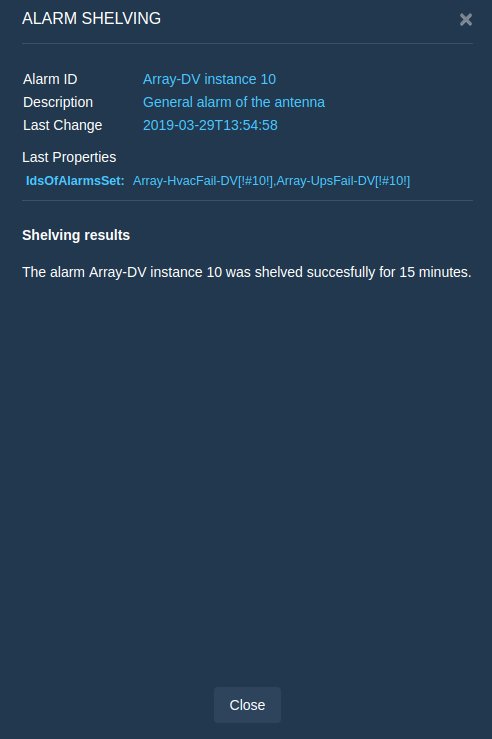 ALARM SHELVING
Alarm ID Array-DV instance 10
Description General alarm of the antenna
Last Change 2019-03-29T13:54:58
Last Properties
IdsOfAlarmsSet: Array-HvacFail-DV[!#10!],Array-UpsFail-DV[!#10!]
Shelving results
The alarm Array-DV instance 10 was shelved succesfully for 15 minutes.
Close